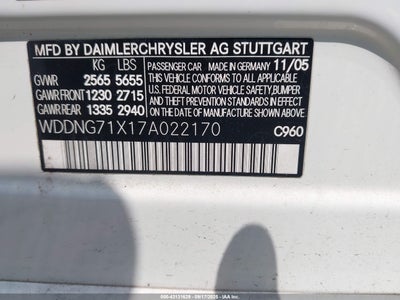 MFD BY DAIMLERCHRYSLER AG STUTTGART
KG LBS PASSENGER CAR MADE IN GERMANY 11/05
GVWR 2565 5655 THIS CAR CONFORMS TO ALL APPLICABLE
GAWR FRONT 1230 2715 U.S.FEDERAL MOTOR VEHICLE SAFETY,BUMPER
GAWR REAR 1335 2940 AND THEFT PREVENTION STANDARDS IN EFFECT
ON THE DATE OF MANUFACTURE SHOWN ABOVE.
WDDNG71X17A022170 C960